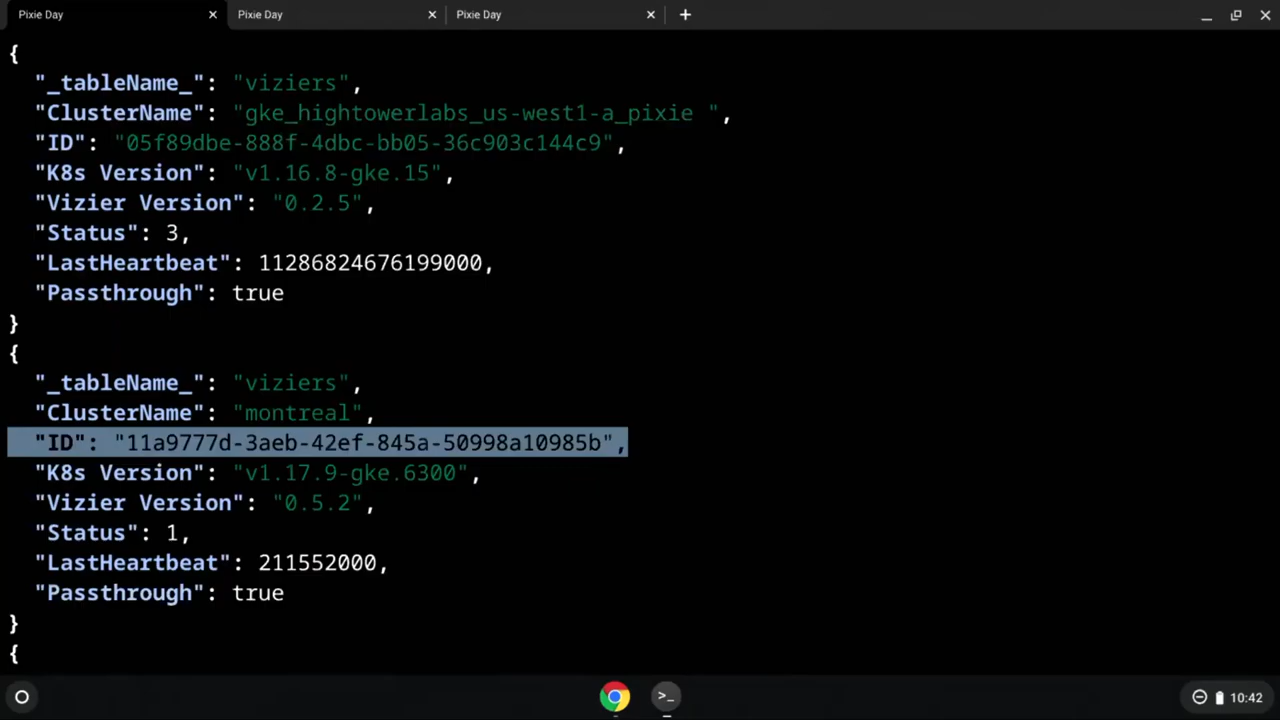 Pixie Day
Pixie Day
Pixie Day
{
"_tableName_": "viziers",
"ClusterName": "gke_hightowerlabs_us-west1-a_pixie ",
"ID": "05f89dbe-888f-4dbc-bb05-36c903c144c9",
"K8s Version": "v1.16.8-gke.15",
"Vizier Version": "0.2.5",
"Status": 3,
"LastHeartbeat": 11286824676199000,
"Passthrough": true
}
{
"_tableName_": "viziers",
"ClusterName": "montreal",
"ID": "11a9777d-3aeb-42ef-845a-50998a10985b",
"K8s Version": "v1.17.9-gke.6300",
"Vizier Version": "0.5.2",
"Status": 1,
"LastHeartbeat": 211552000,
"Passthrough": true
}
{
10:42